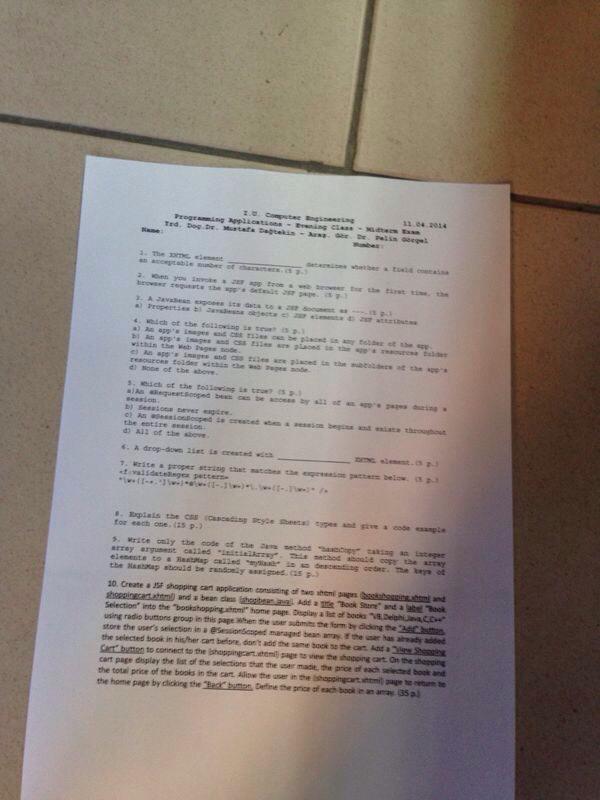 I.U. Computer Engineering 11.04.2014
Programming Applications - Evening Class - Midterm Exam
Yrd. Doç.Dr. Mustafa Dağtekin - Araş. Gör. Dr. Pelin Görgel
Name: Number:
1. The XHTML element ______________ determines whether a field contains
an acceptable number of characters.(5 p.)
2. When you invoke a JSF app from a web browser for the first time, the
browser requests the app's default JSF page. (5 p.)
3. A JavaBean exposes its data to a JSF document as ---.(5 p.)
a) Properties b) JavaBeans objects c) JSF elements d) JSF attributes
4. Which of the following is true? (5 p.)
a) An app's images and CSS files can be placed in any folder of the app.
b) An app's images and CSS files are placed in the app's resources folder
within the Web Pages node.
c) An app's images and CSS files are placed in the subfolders of the app's
resources folder within the Web Pages node.
d) None of the above.
5. Which of the following is true? (5 p.)
a)An @RequestScoped bean can be access by all of an app's pages during a
session.
b) Sessions never expire.
c) An @SessionScoped is created when a session begins and exists throughout
the entire session.
d) All of the above.
6. A drop-down list is created with ______________ XHTML element.(5 p.)
7. Write a proper string that matches the expression pattern below. (5 p.)
<f:validateRegex pattern=
"\w+([-+.']\w+)*@\w+([-.]\w+)*\.\w+([-.]\w+)*" />
8. Explain the CSS (Cascading Style Sheets) types and give a code example
for each one.(15 p.)
9. Write only the code of the Java method "hashCopy" taking an integer
array argument called "initialArray". This method should copy the array
elements to a HashMap called "myHash" in an descending order. The keys of
the HashMap should be randomly assigned.(15 p.)
10. Create a JSF shopping cart application consisting of two xhtml pages (bookshopping.xhtml and
shoppingcart.xhtml) and a bean class (shopbean.java). Add a title "Book Store" and a label "Book
Selection" into the "bookshopping.xhtml" home page. Display a list of books "VB,Delphi,Java,C,C++"
using radio buttons group in this page.When the user submits the form by clicking the "Add" button,
store the user's selection in a @SessionScoped managed bean array. If the user has already added
the selected book in his/her cart before, don't add the same book to the cart. Add a "View Shopping
Cart" button to connect to the (shoppingcart.xhtml) page to view the shopping cart. On the shopping
cart page display the list of the selections that the user made, the price of each selected book and
the total price of the books in the cart. Allow the user in the (shoppingcart.xhtml) page to return to
the home page by clicking the "Back" button. Define the price of each book in an array. (35 p.)